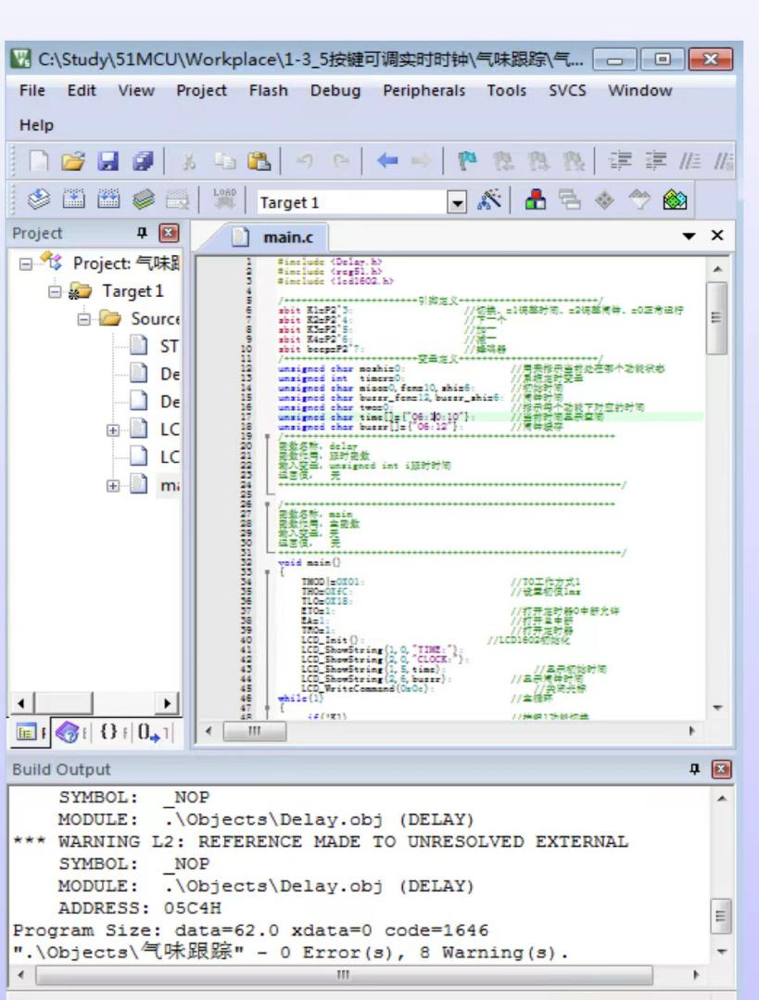 C:\Study\51MCU\Workplace\1-3_5按键可调实时时钟\气味跟踪\气...
File Edit View Project Flash Debug Peripherals Tools SVCS Window
Help
LOAD Target 1
Project
main.c
Project: 气味跟
Target 1
Source
ST
De
De
LC
LC
ma
1 #include <Delay.h>
2 #include <reg51.h>
3 #include <lcd1602.h>
4
5 /************************引脚定义*************************/
6 sbit K1=P2^3; //切换,=1调整时间,=2调整闹钟,=0正常运行
7 sbit K2=P2^4; //下一个
8 sbit K3=P2^5; //加一
9 sbit K4=P2^6; //减一
10 sbit beep=P2^7; //蜂鸣器
11 /************************变量定义*************************/
12 unsigned char moshi=0; //用来指示当前处在哪个功能状态
13 unsigned int timer=0; //系统定时变量
14 unsigned char miao=0,fen=10,shi=6; //初始时间
15 unsigned char buzzr_fen=12,buzzr_shi=6; //闹钟时间
16 unsigned char two=0; //指示每个功能下对应的时间
17 unsigned char time[]={"06:10:10"}; //当前时间显示空间
18 unsigned char buzzr[]={"06:12"}; //闹钟缓存
19 /************************************************************
20 函数名称: delay
21 函数作用: 延时函数
22 输入变量: unsigned int i延时时间
23 返回值: 无
24 *************************************************************/
25
26 /************************************************************
27 函数名称: main
28 函数作用: 主函数
29 输入变量: 无
30 返回值: 无
31 *************************************************************/
32 void main()
33 {
34 TMOD|=0X01; //T0工作方式1
35 TH0=0XfC; //设置初值1ms
36 TL0=0X18;
37 ET0=1; //打开定时器0中断允许
38 EA=1; //打开总中断
39 TR0=1; //打开定时器
40 LCD_Init(); //LCD1602初始化
41 LCD_ShowString(1,0,"TIME:");
42 LCD_ShowString(2,0,"CLOCK:");
43 LCD_ShowString(1,5,time); //显示初始时间
44 LCD_ShowString(2,6,buzzr); //显示闹钟时间
45 LCD_WriteCommand(0x0c); //关闭光标
46 while(1) //主循环
47 {
48 if(!K1) //按键1功能切换
Build Output
SYMBOL: _NOP
MODULE: .\Objects\Delay.obj (DELAY)
*** WARNING L2: REFERENCE MADE TO UNRESOLVED EXTERNAL
SYMBOL: _NOP
MODULE: .\Objects\Delay.obj (DELAY)
ADDRESS: 05C4H
Program Size: data=62.0 xdata=0 code=1646
".\Objects\气味跟踪" - 0 Error(s), 8 Warning(s).